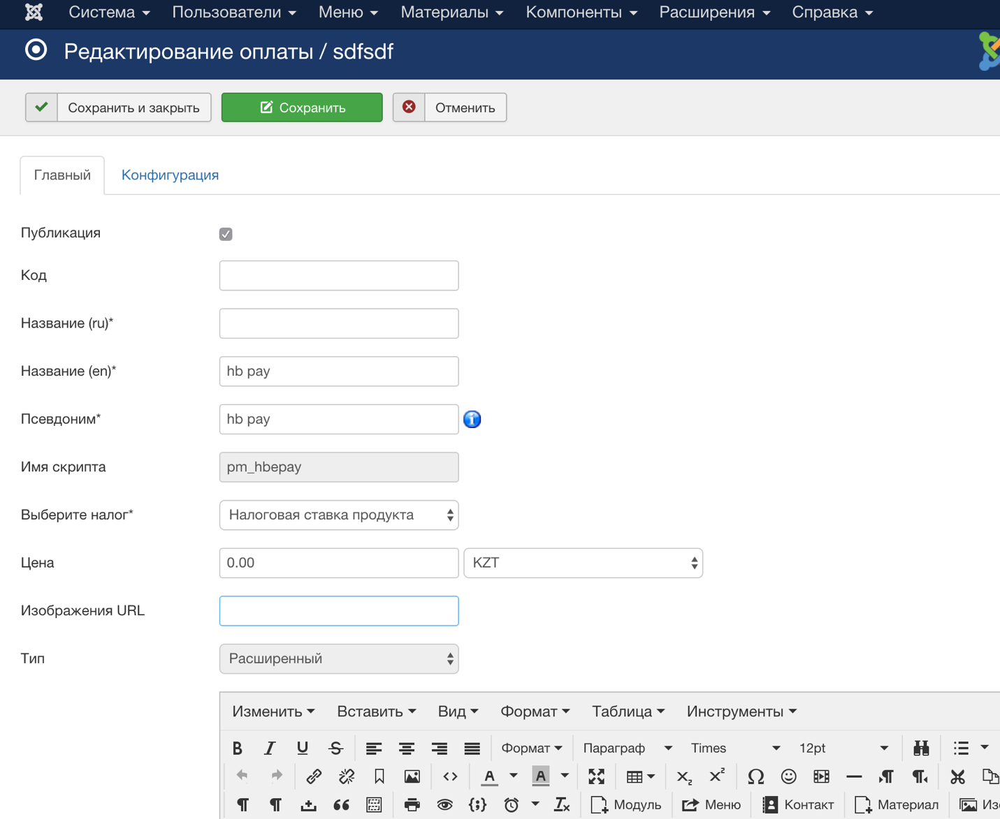 Система Пользователи Меню Материалы Компоненты Расширения Справка
Редактирование оплаты / sdfsdf
Сохранить и закрыть Сохранить Отменить
Главный Конфигурация
Публикация
Код
Название (ru)*
Название (en)* hb pay
Псевдоним* hb pay
Имя скрипта pm_hbepay
Выберите налог* Налоговая ставка продукта
Цена 0.00 KZT
Изображения URL
Тип Расширенный
Изменить Вставить Вид Формат Таблица Инструменты
Формат Параграф Times 12pt
Модуль Меню Контакт Материал